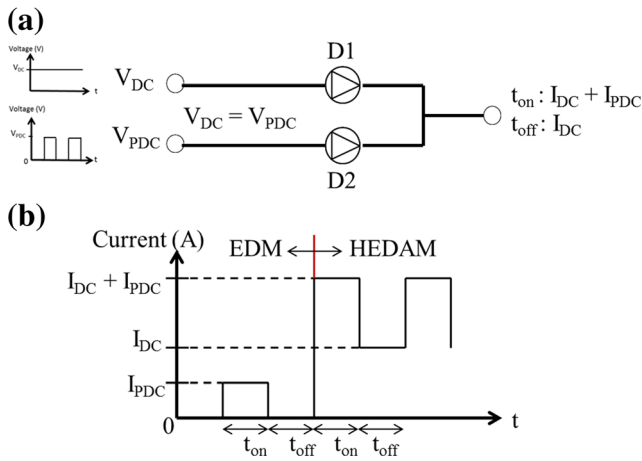 (a)
Voltage (V)
V_DC
t
Voltage (V)
V_PDC
0
t
V_DC
V_DC = V_PDC
V_PDC
D1
D2
t_on : I_DC + I_PDC
t_off : I_DC
(b)
Current (A)
EDM
HEDAM
I_DC + I_PDC
I_DC
I_PDC
0
t
t_on t_off t_on t_off